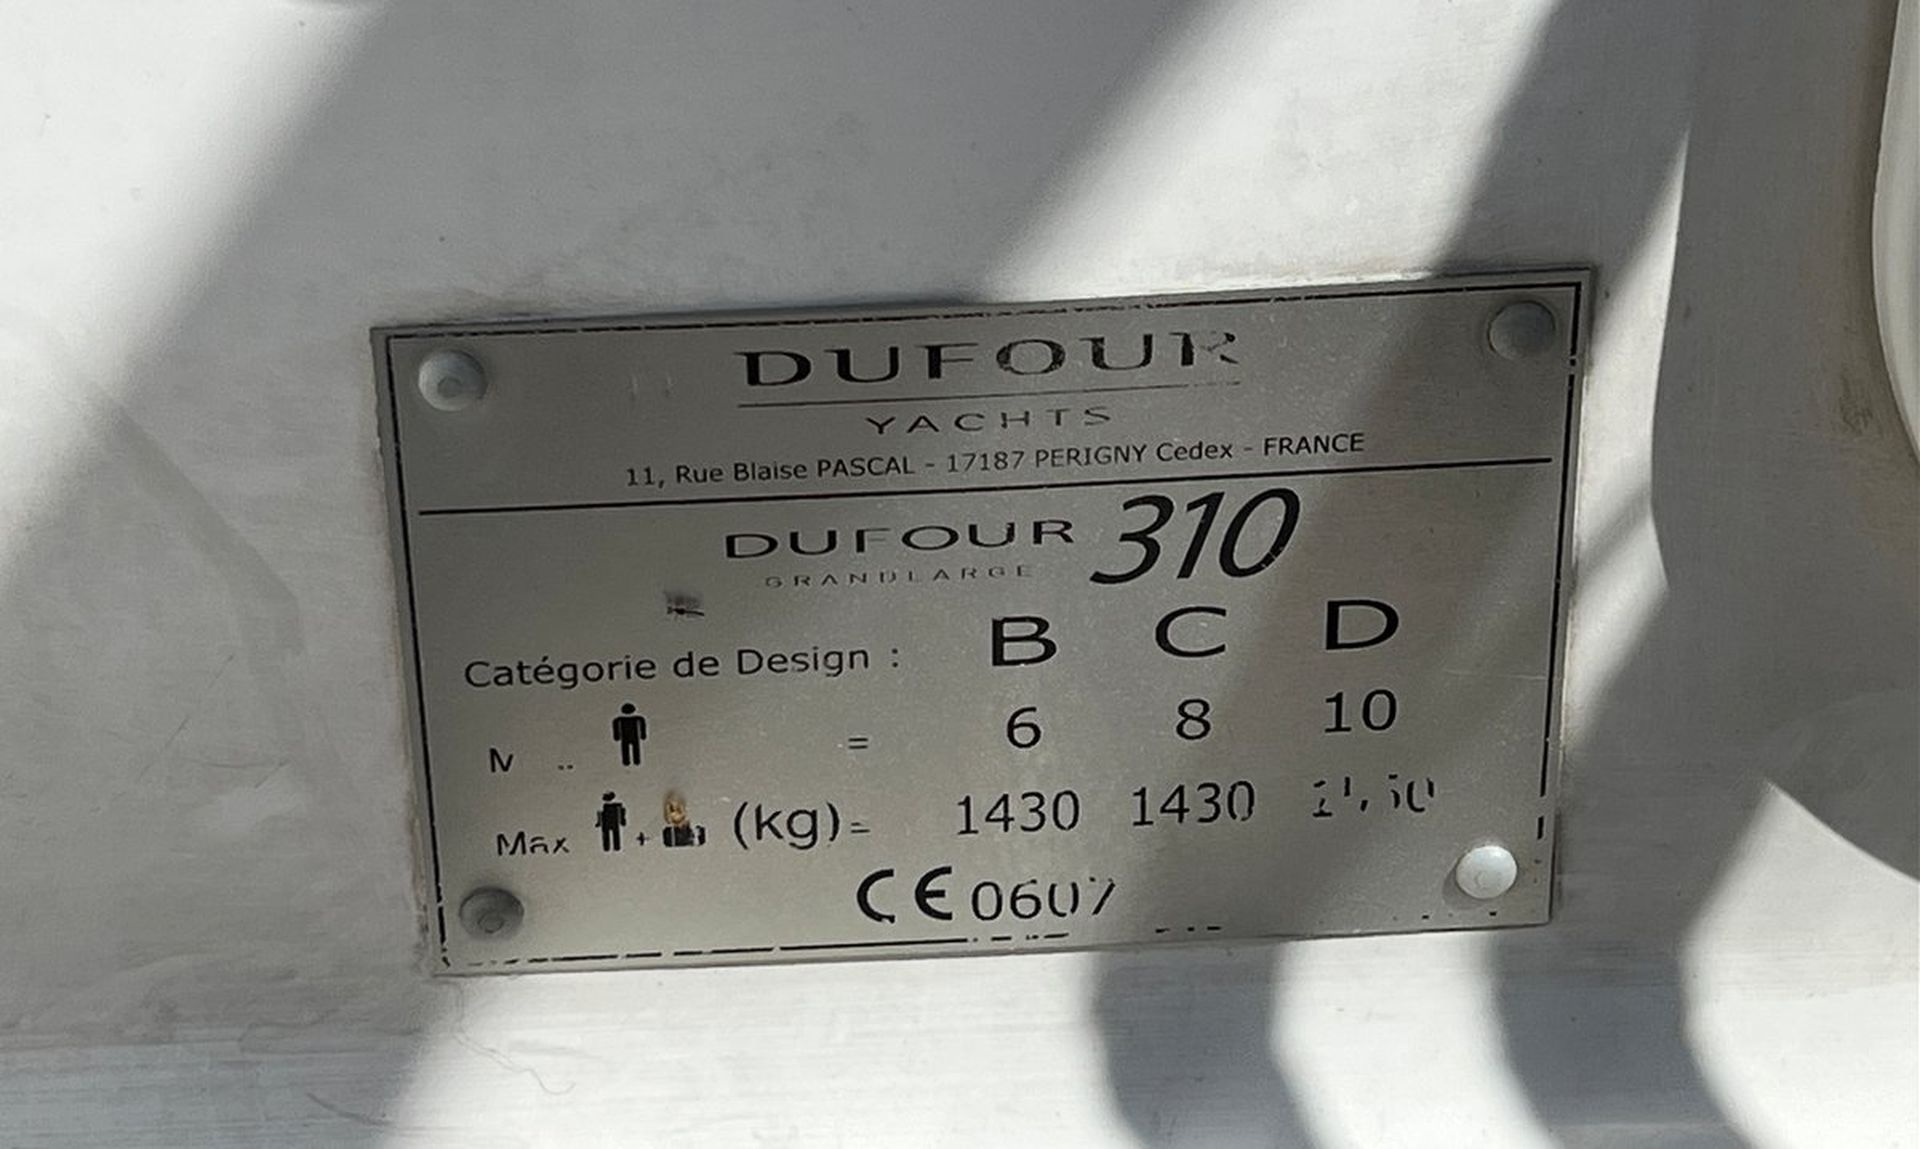 DUFOUR
YACHTS
11, Rue Blaise PASCAL - 17187 PERIGNY Cedex - FRANCE
DUFOUR 310
GRANDLARGE
Catégorie de Design : B C D
= 6 8 10
Max + (kg)= 1430 1430
CE 0607